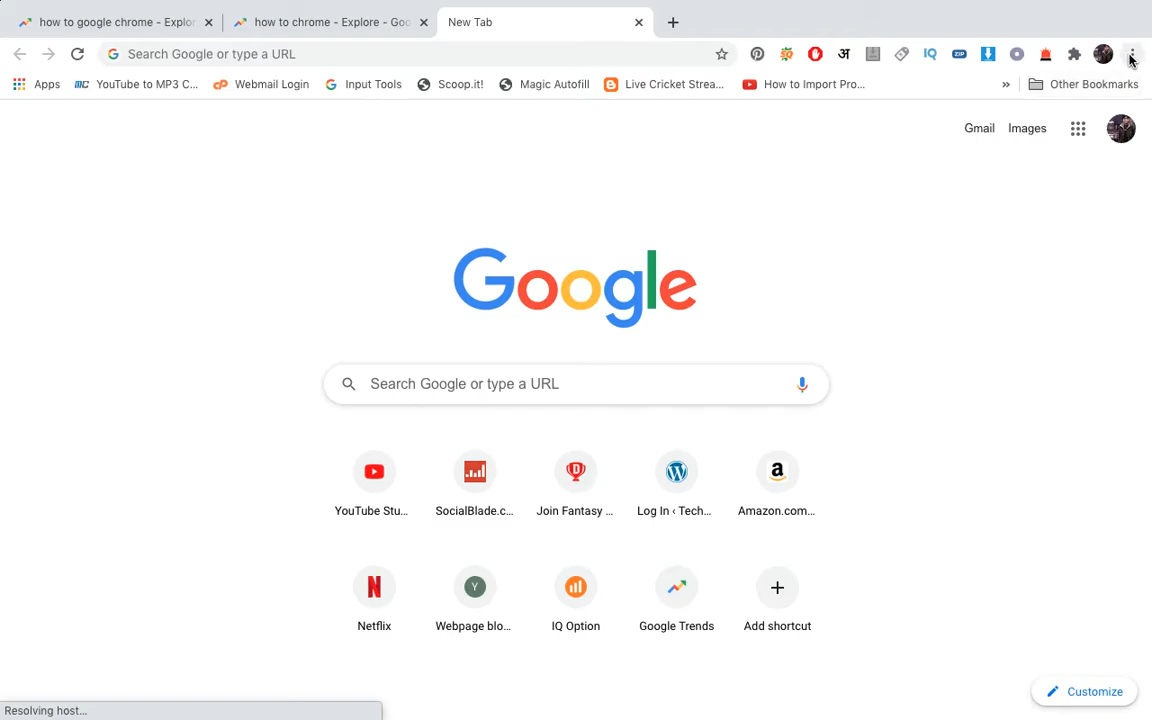 how to google chrome - Explor
how to chrome - Explore - Goo
New Tab
Search Google or type a URL
अ
IQ
ZIP
Apps
YouTube to MP3 C...
Webmail Login
Input Tools
Scoop.it!
Magic Autofill
Live Cricket Strea...
How to Import Pro...
»
Other Bookmarks
Gmail
Images
Google
Search Google or type a URL
YouTube Stu...
SocialBlade.c...
Join Fantasy ...
Log In ‹ Tech...
Amazon.com...
Netflix
Webpage blo...
IQ Option
Google Trends
Add shortcut
Customize
Resolving host...